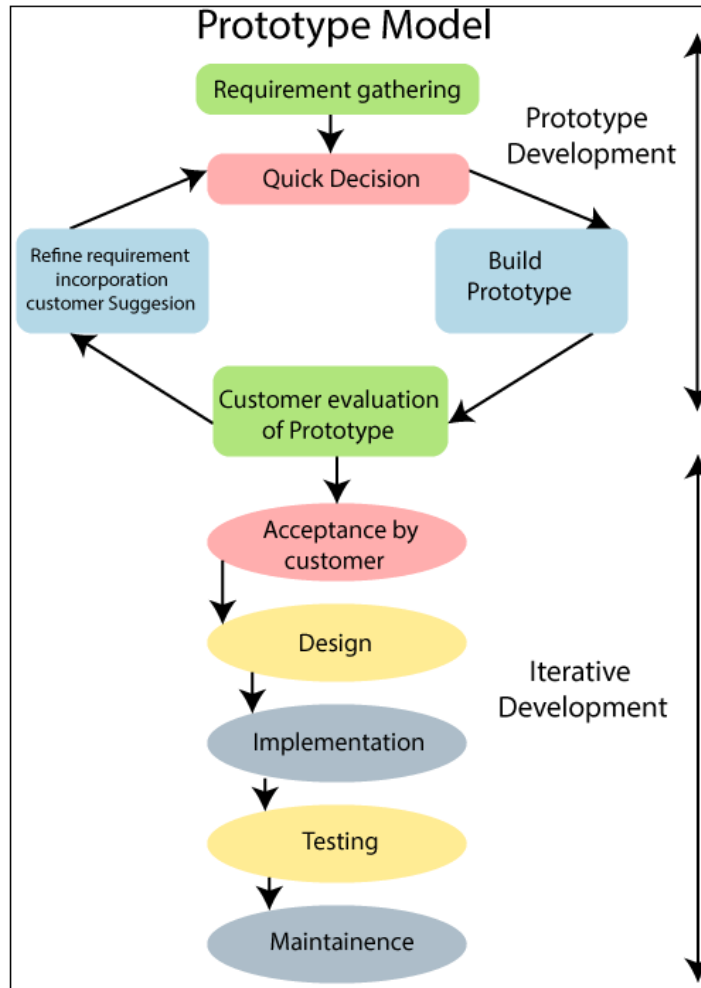 Prototype Model
Requirement gathering
Prototype
Development
Quick Decision
Refine requirement
incorporation
customer Suggesion
Build
Prototype
Customer evaluation
of Prototype
Acceptance by
customer
Design
Iterative
Development
Implementation
Testing
Maintainence